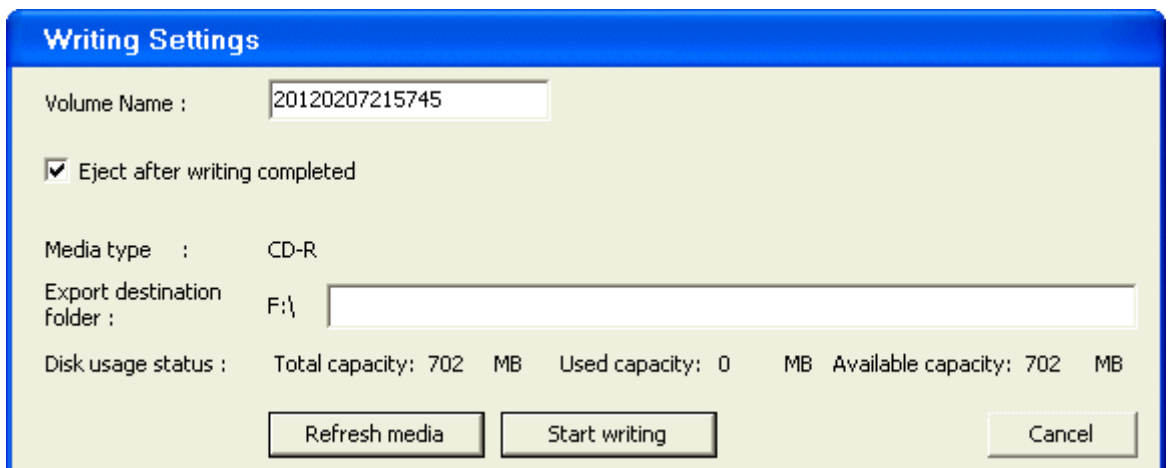 Writing Settings
Volume Name : 20120207215745
Eject after writing completed
Media type : CD-R
Export destination
folder : F:\
Disk usage status : Total capacity: 702 MB Used capacity: 0 MB Available capacity: 702 MB
Refresh media Start writing Cancel